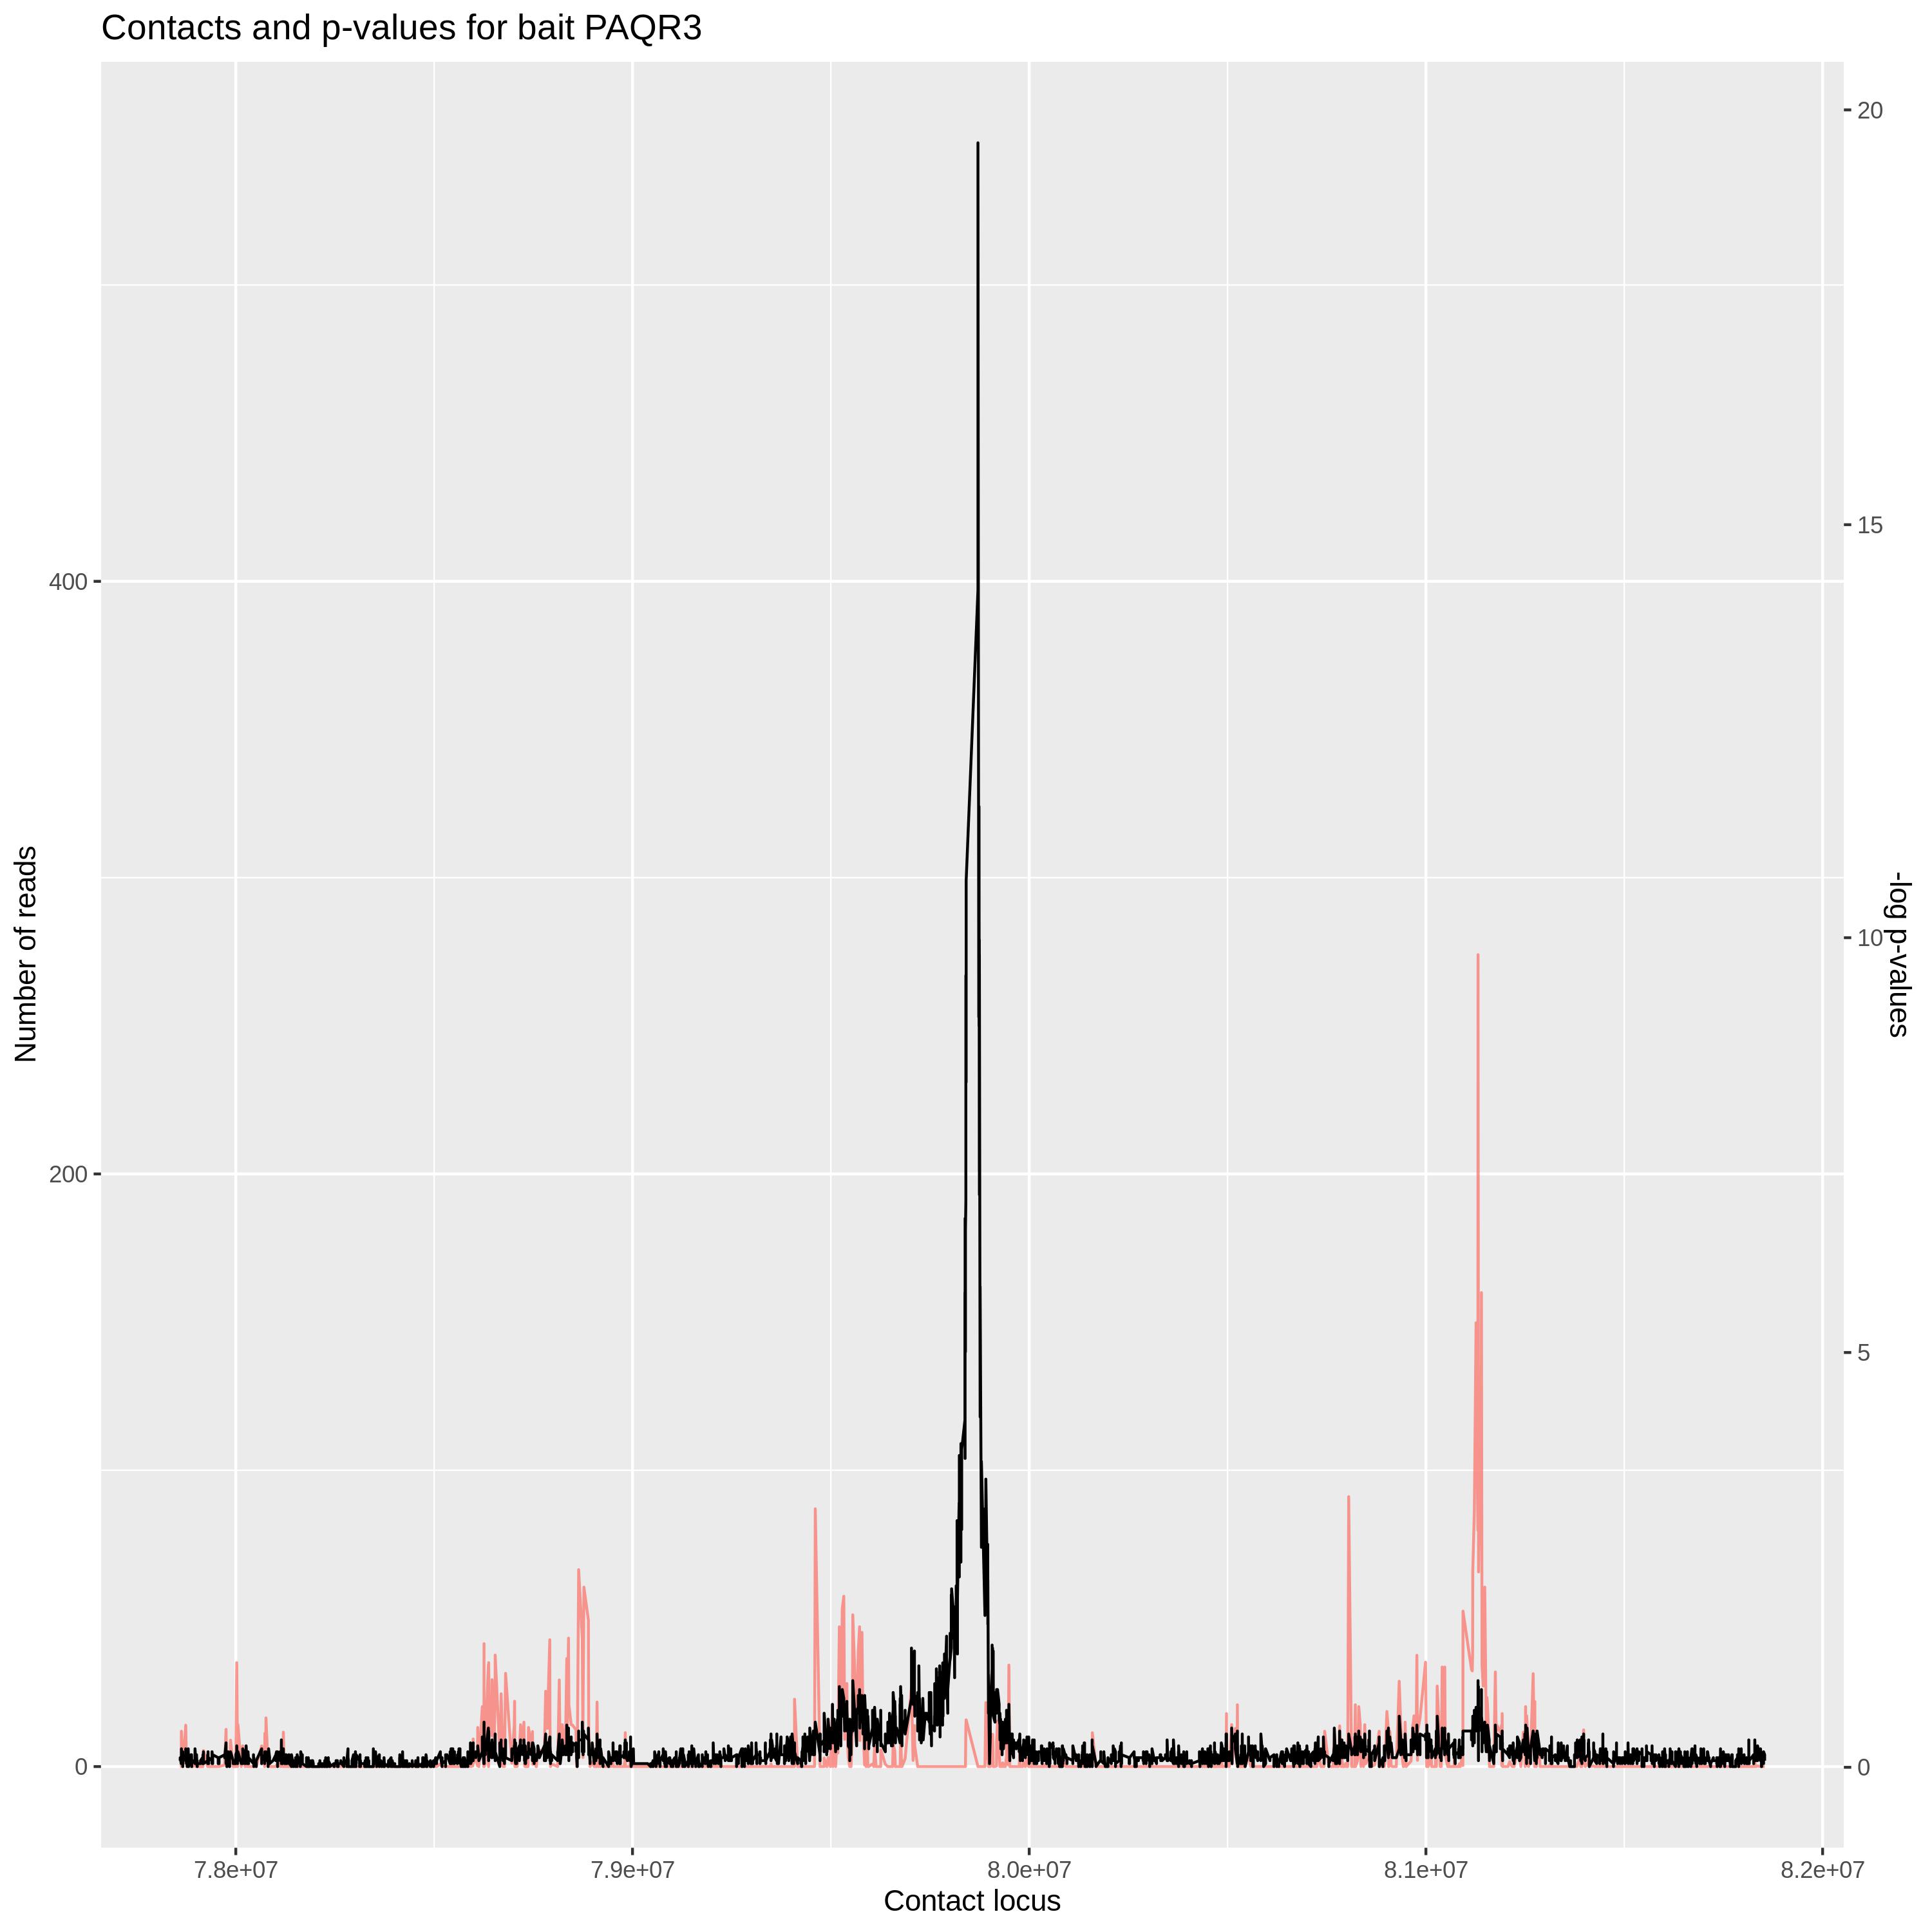 Contacts and p-values for bait PAQR3
20
15
400
Number of reads
-log p-values
10
200
5
0
0
7.8e+07
7.9e+07
8.0e+07
8.1e+07
8.2e+07
Contact locus